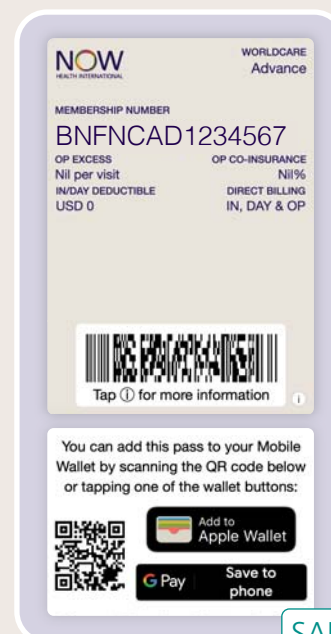 NOW
HEALTH INTERNATIONAL
WORLDCARE
Advance
MEMBERSHIP NUMBER
BNFNCAD1234567
OP EXCESS OP CO-INSURANCE
Nil per visit Nil%
IN/DAY DEDUCTIBLE DIRECT BILLING
USD 0 IN, DAY & OP
Tap ⓘ for more information
You can add this pass to your Mobile
Wallet by scanning the QR code below
or tapping one of the wallet buttons:
Add to
Apple Wallet
G Pay Save to
phone